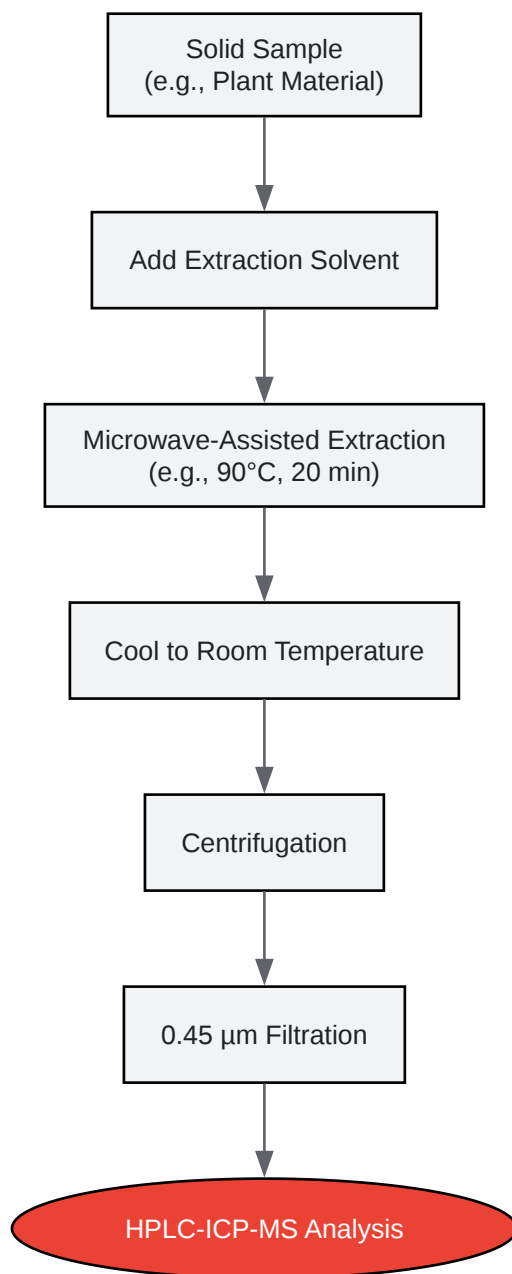 Solid Sample
(e.g., Plant Material)
Add Extraction Solvent
Microwave-Assisted Extraction
(e.g., 90°C, 20 min)
Cool to Room Temperature
Centrifugation
0.45 µm Filtration
HPLC-ICP-MS Analysis